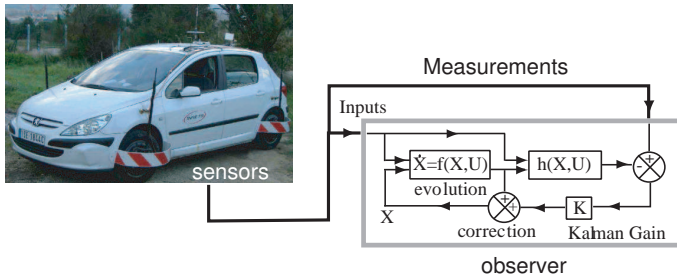 Measurements
Inputs
sensors
Ẋ=f(X,U)
h(X,U)
+
-
evolution
+
+
X
K
correction
Kalman Gain
observer